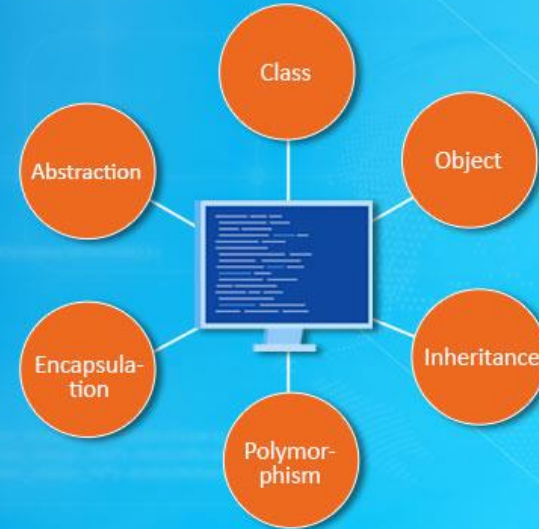 Class
Object
Inheritance
Polymor-
phism
Encapsula-
tion
Abstraction